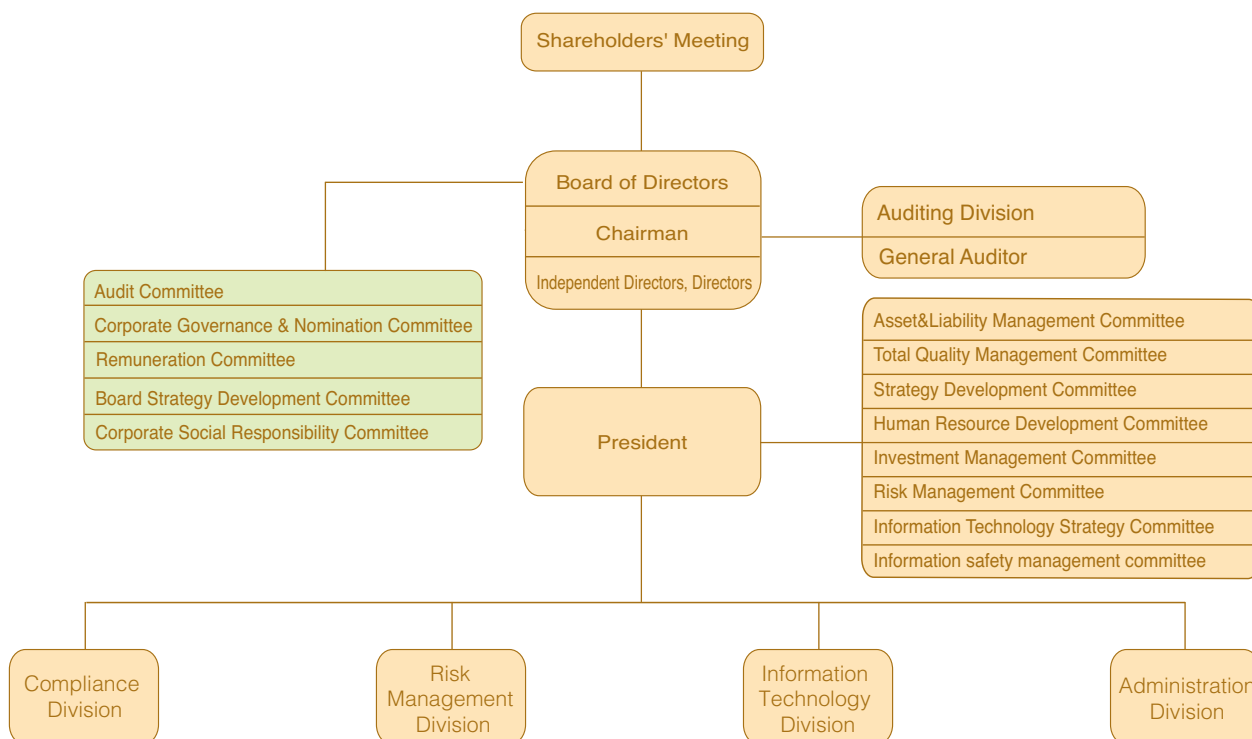 Shareholders' Meeting
Board of Directors
Chairman
Independent Directors, Directors
Auditing Division
General Auditor
Audit Committee
Corporate Governance & Nomination Committee
Remuneration Committee
Board Strategy Development Committee
Corporate Social Responsibility Committee
President
Asset&Liability Management Committee
Total Quality Management Committee
Strategy Development Committee
Human Resource Development Committee
Investment Management Committee
Risk Management Committee
Information Technology Strategy Committee
Information safety management committee
Compliance
Division
Risk
Management
Division
Information
Technology
Division
Administration
Division